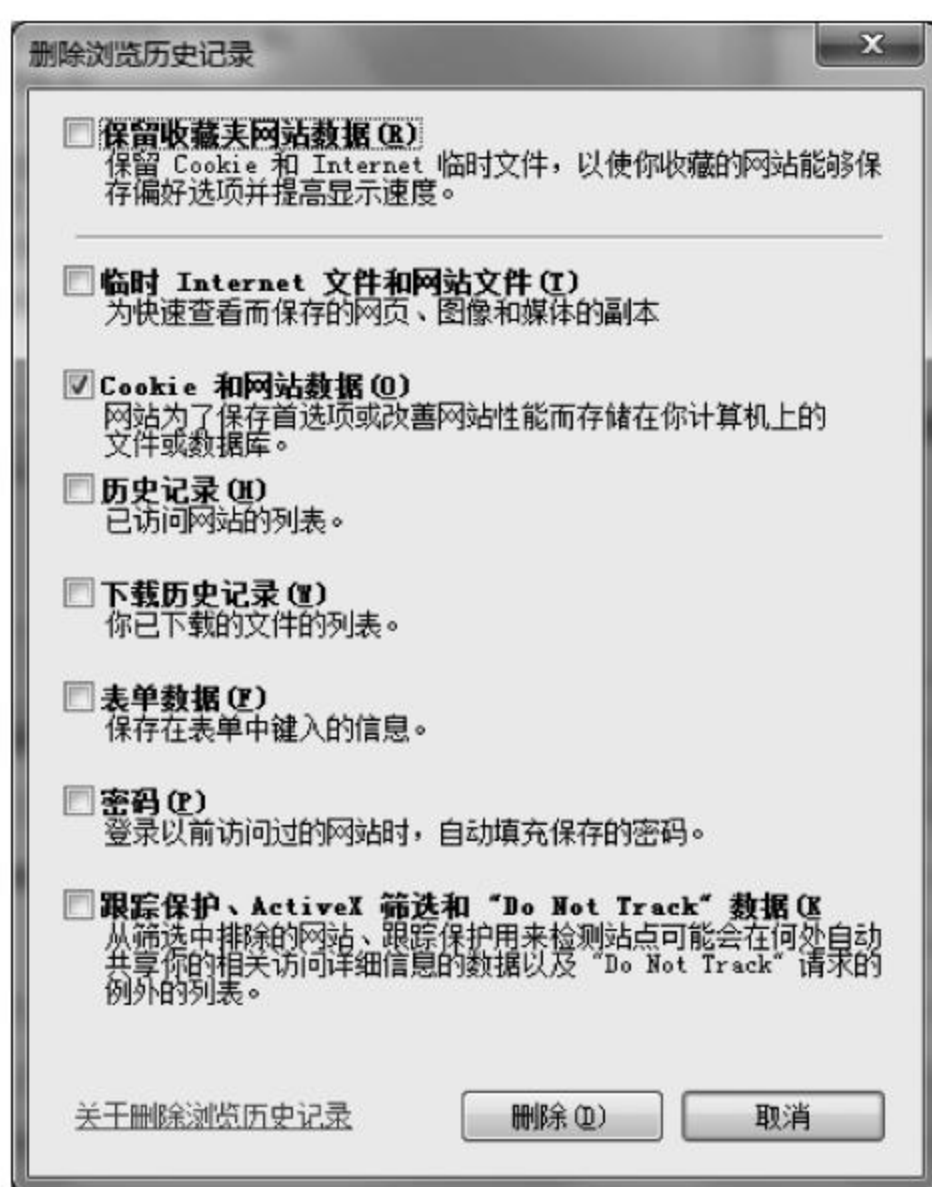 删除浏览历史记录
保留收藏夹网站数据(R)
保留 Cookie 和 Internet 临时文件，以使你收藏的网站能够保
存偏好选项并提高显示速度。
临时 Internet 文件和网站文件(T)
为快速查看而保存的网页、图像和媒体的副本
Cookie 和网站数据(O)
网站为了保存首选项或改善网站性能而存储在你计算机上的
文件或数据库。
历史记录(H)
已访问网站的列表。
下载历史记录(W)
你已下载的文件的列表。
表单数据(F)
保存在表单中键入的信息。
密码(P)
登录以前访问过的网站时，自动填充保存的密码。
跟踪保护、ActiveX 筛选和 “Do Not Track” 数据(K
从筛选中排除的网站、跟踪保护用来检测站点可能会在何处自动
共享你的相关访问详细信息的数据以及 “Do Not Track” 请求的
例外的列表。
关于删除浏览历史记录
删除(D)
取消